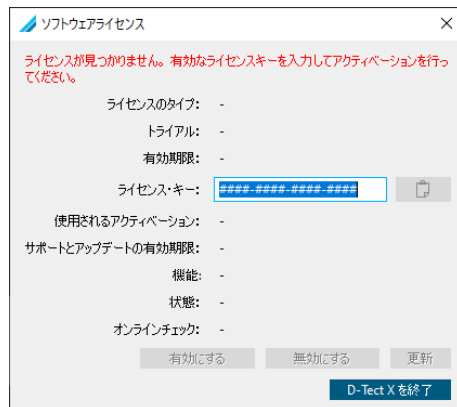 ソフトウェアライセンス
ライセンスが見つかりません。有効なライセンスキーを入力してアクティベーションを行っ
てください。
ライセンスのタイプ: -
トライアル: -
有効期限: -
ライセンス・キー: ####-####-####-####
使用されるアクティベーション: -
サポートとアップデートの有効期限: -
機能: -
状態: -
オンラインチェック: -
有効にする 無効にする 更新
D-Tect X を終了